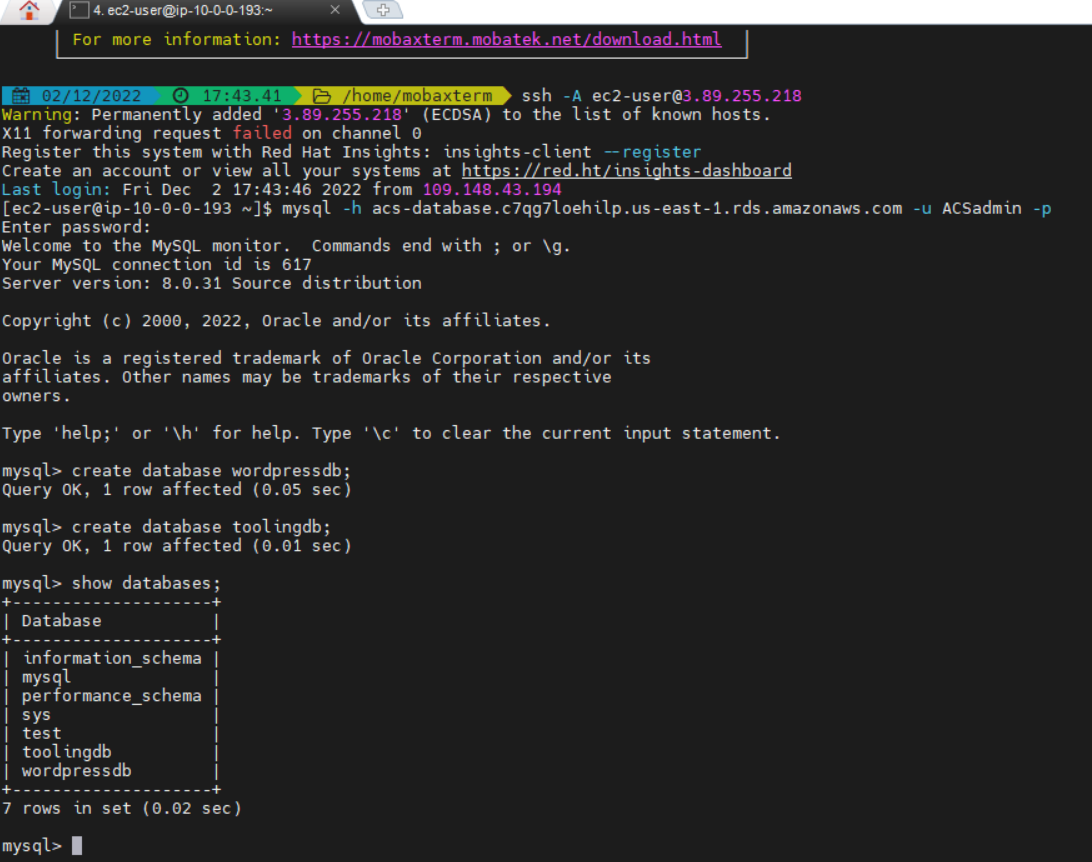 4. ec2-user@ip-10-0-0-193:~
For more information: https://mobaxterm.mobatek.net/download.html
02/12/2022 17:43.41 /home/mobaxterm ssh -A ec2-user@3.89.255.218
Warning: Permanently added '3.89.255.218' (ECDSA) to the list of known hosts.
X11 forwarding request failed on channel 0
Register this system with Red Hat Insights: insights-client --register
Create an account or view all your systems at https://red.ht/insights-dashboard
Last login: Fri Dec  2 17:43:46 2022 from 109.148.43.194
[ec2-user@ip-10-0-0-193 ~]$ mysql -h acs-database.c7qg7loehilp.us-east-1.rds.amazonaws.com -u ACSadmin -p
Enter password:
Welcome to the MySQL monitor.  Commands end with ; or \g.
Your MySQL connection id is 617
Server version: 8.0.31 Source distribution
Copyright (c) 2000, 2022, Oracle and/or its affiliates.
Oracle is a registered trademark of Oracle Corporation and/or its
affiliates. Other names may be trademarks of their respective
owners.
Type 'help;' or '\h' for help. Type '\c' to clear the current input statement.
mysql> create database wordpressdb;
Query OK, 1 row affected (0.05 sec)
mysql> create database toolingdb;
Query OK, 1 row affected (0.01 sec)
mysql> show databases;
+--------------------+
| Database           |
+--------------------+
| information_schema |
| mysql              |
| performance_schema |
| sys                |
| test               |
| toolingdb          |
| wordpressdb        |
+--------------------+
7 rows in set (0.02 sec)
mysql>